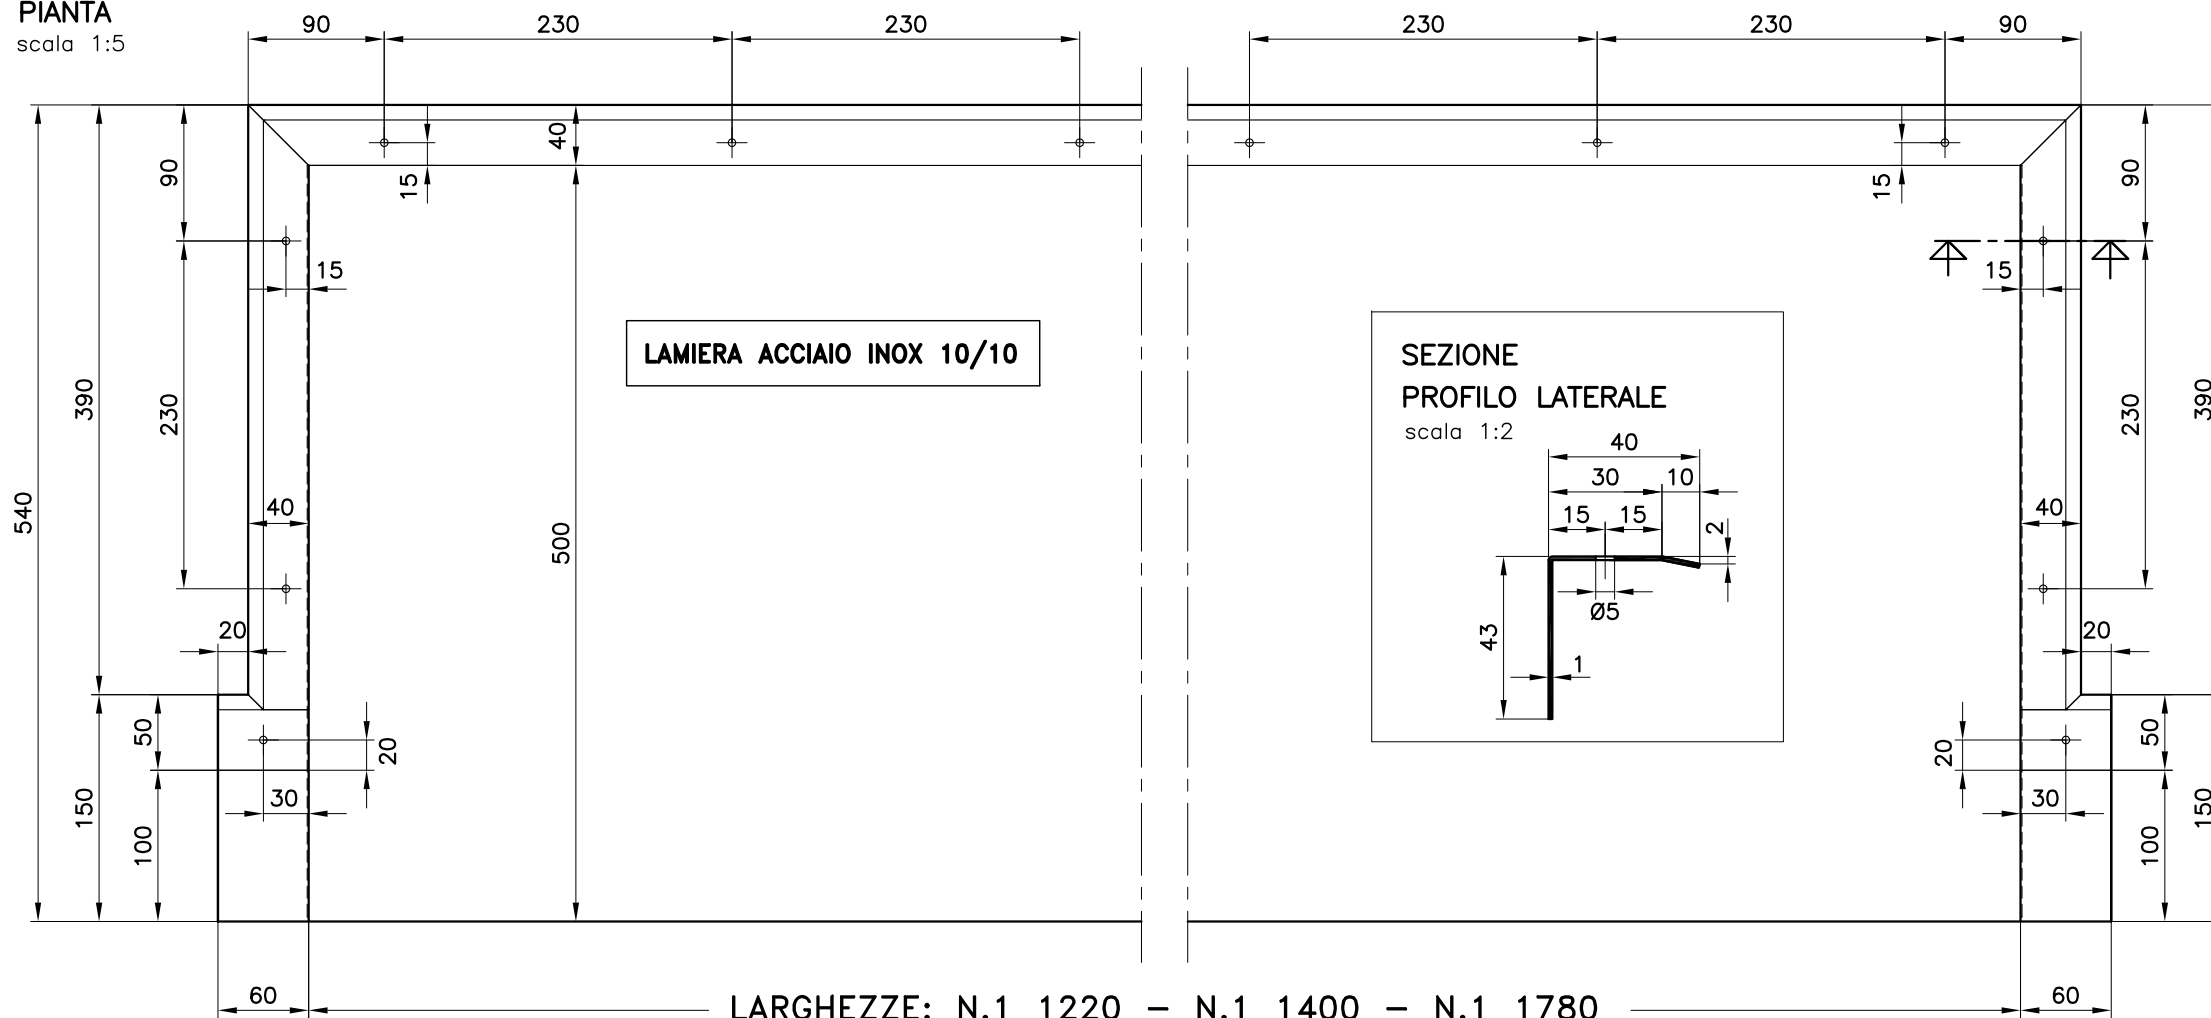 PIANTA
scala 1:5
90 230 230 230 230 90
40
15 15
90 90
15 15
LAMIERA ACCIAIO INOX 10/10
SEZIONE
PROFILO LATERALE
scala 1:2
40
30 10
15 15 2
Ø5
43
1
390 230 230 390
540 40 500 40
20 20
50 20 20 50
30 30
150 100 100 150
60 LARGHEZZE: N.1 1220 - N.1 1400 - N.1 1780 60